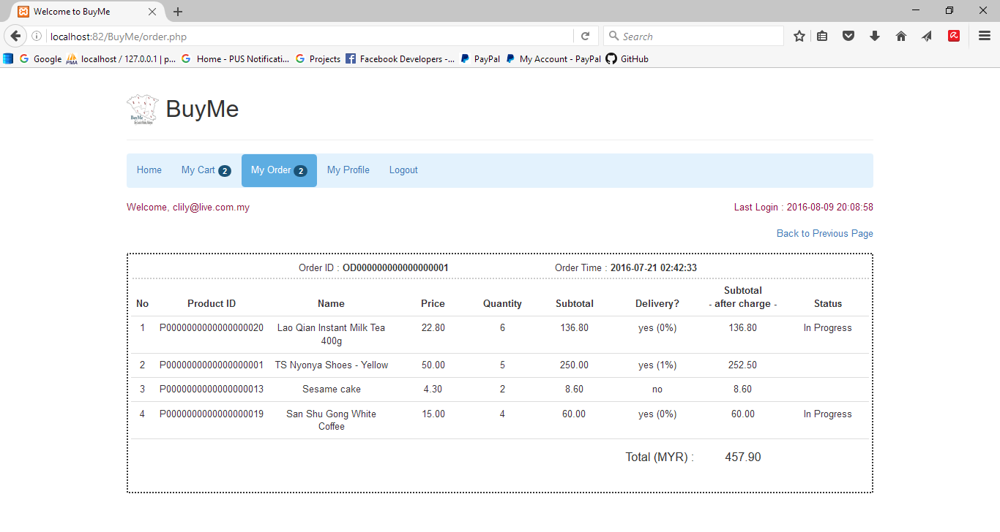 Welcome to BuyMe
localhost:82/BuyMe/order.php
Search
Google localhost / 127.0.0.1 | p... Home - PUS Notificati... Projects Facebook Developers -... PayPal My Account - PayPal GitHub
BuyMe
BuyMe
Home My Cart 2 My Order 2 My Profile Logout
Welcome, clily@live.com.my Last Login : 2016-08-09 20:08:58
Back to Previous Page
Order ID : OD000000000000000001 Order Time : 2016-07-21 02:42:33
Subtotal
No Product ID Name Price Quantity Subtotal Delivery? - after charge - Status
1 P0000000000000000020 Lao Qian Instant Milk Tea 22.80 6 136.80 yes (0%) 136.80 In Progress
400g
2 P0000000000000000001 TS Nyonya Shoes - Yellow 50.00 5 250.00 yes (1%) 252.50
3 P0000000000000000013 Sesame cake 4.30 2 8.60 no 8.60
4 P0000000000000000019 San Shu Gong White 15.00 4 60.00 yes (0%) 60.00 In Progress
Coffee
Total (MYR) : 457.90